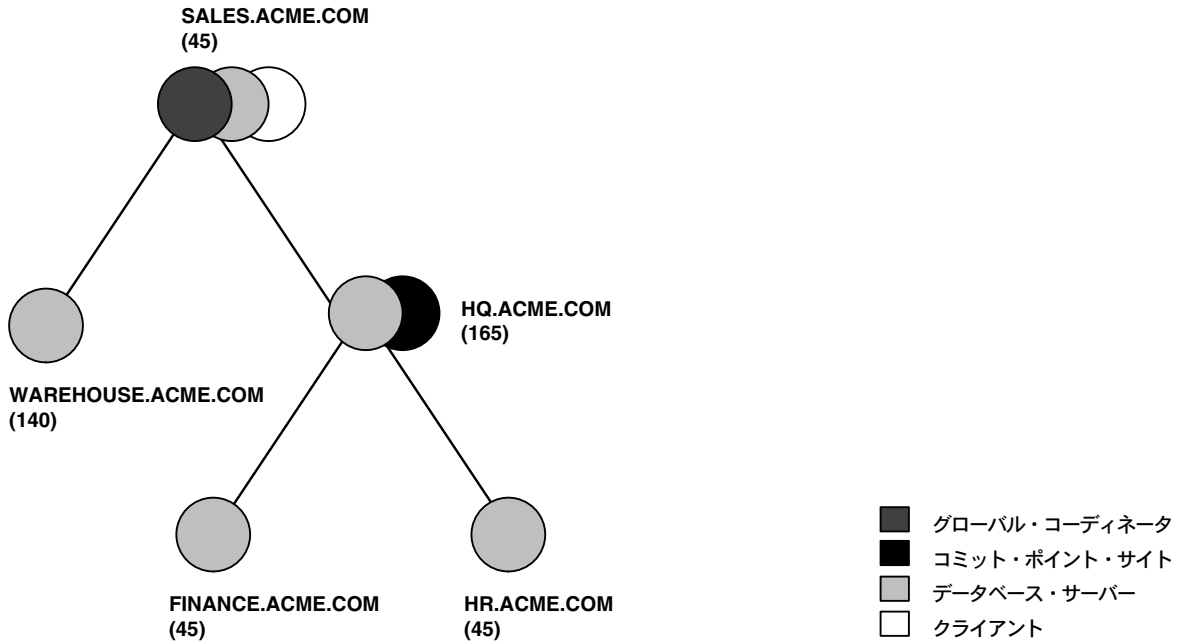 SALES.ACME.COM
(45)
HQ.ACME.COM
(165)
WAREHOUSE.ACME.COM
(140)
FINANCE.ACME.COM
(45)
HR.ACME.COM
(45)
グローバル・コーディネータ
コミット・ポイント・サイト
データベース・サーバー
クライアント